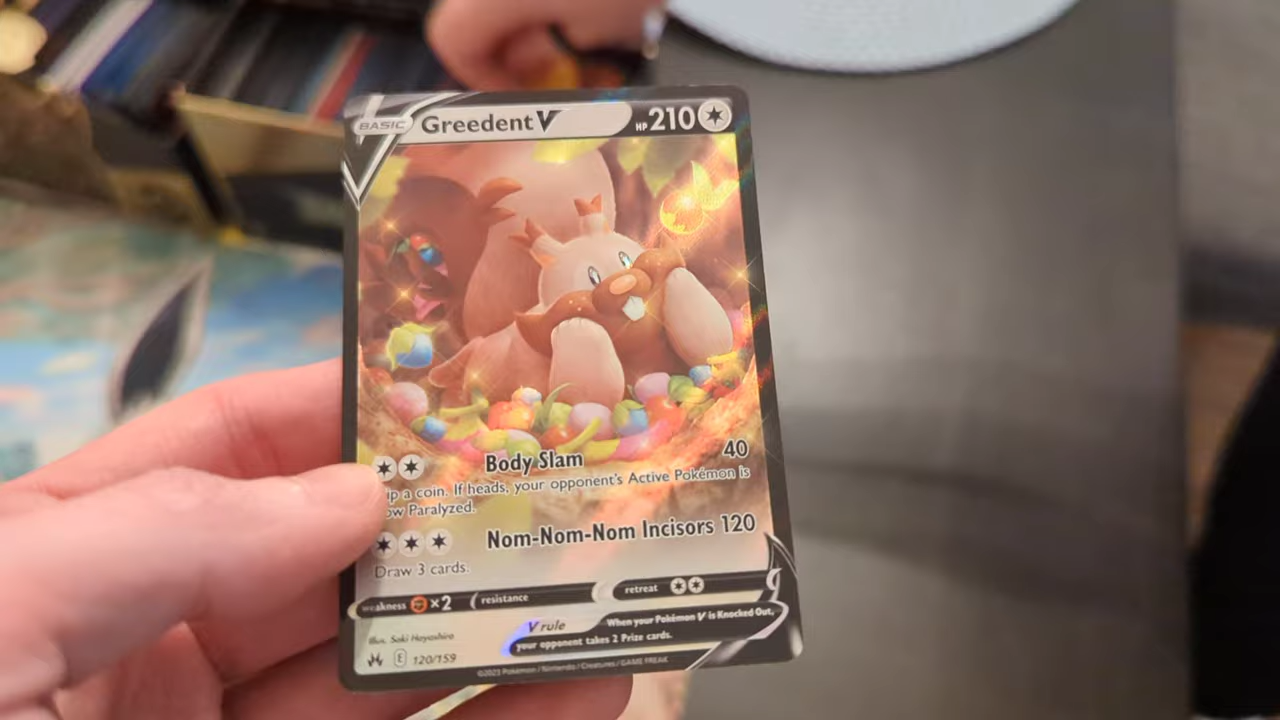 BASIC Greedent V HP 210
Body Slam 40
ip a coin. If heads, your opponent's Active Pokémon is
ow Paralyzed.
Nom-Nom-Nom Incisors 120
Draw 3 cards.
weakness ×2 resistance retreat
V rule When your Pokémon V is Knocked Out,
your opponent takes 2 Prize cards.
Illus. Saki Hayashiro
E 120/159
©2023 Pokémon / Nintendo / Creatures / GAME FREAK